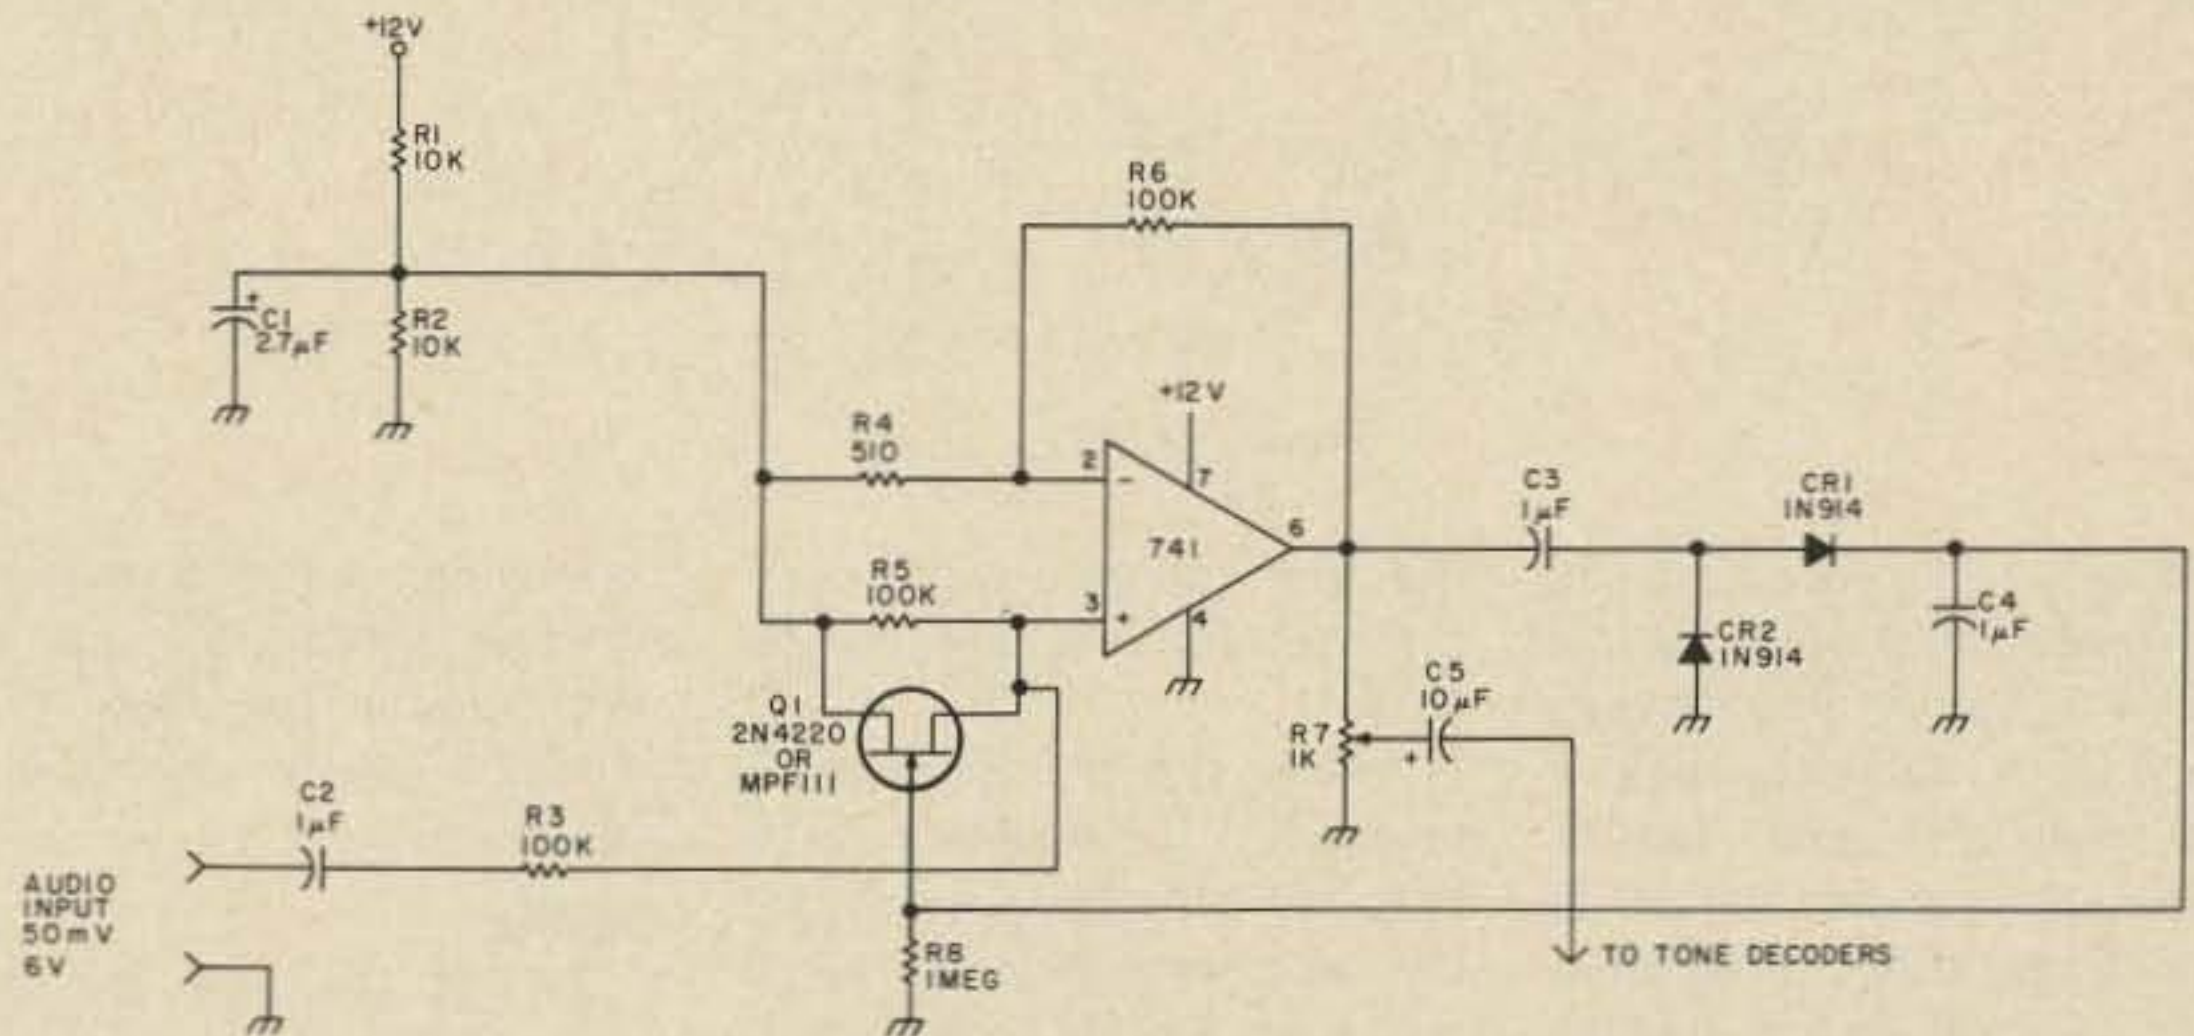 +12V
R1
10K
C1
2.7µF
R2
10K
R6
100K
+12V
R4
510
2
-
7
741
6
R5
100K
3
+
4
C3
1µF
CR1
1N914
CR2
1N914
C4
1µF
Q1
2N4220
OR
MPF111
R7
1K
C5
10µF
+
C2
1µF
R3
100K
AUDIO
INPUT
50mV
6V
R8
1MEG
TO TONE DECODERS